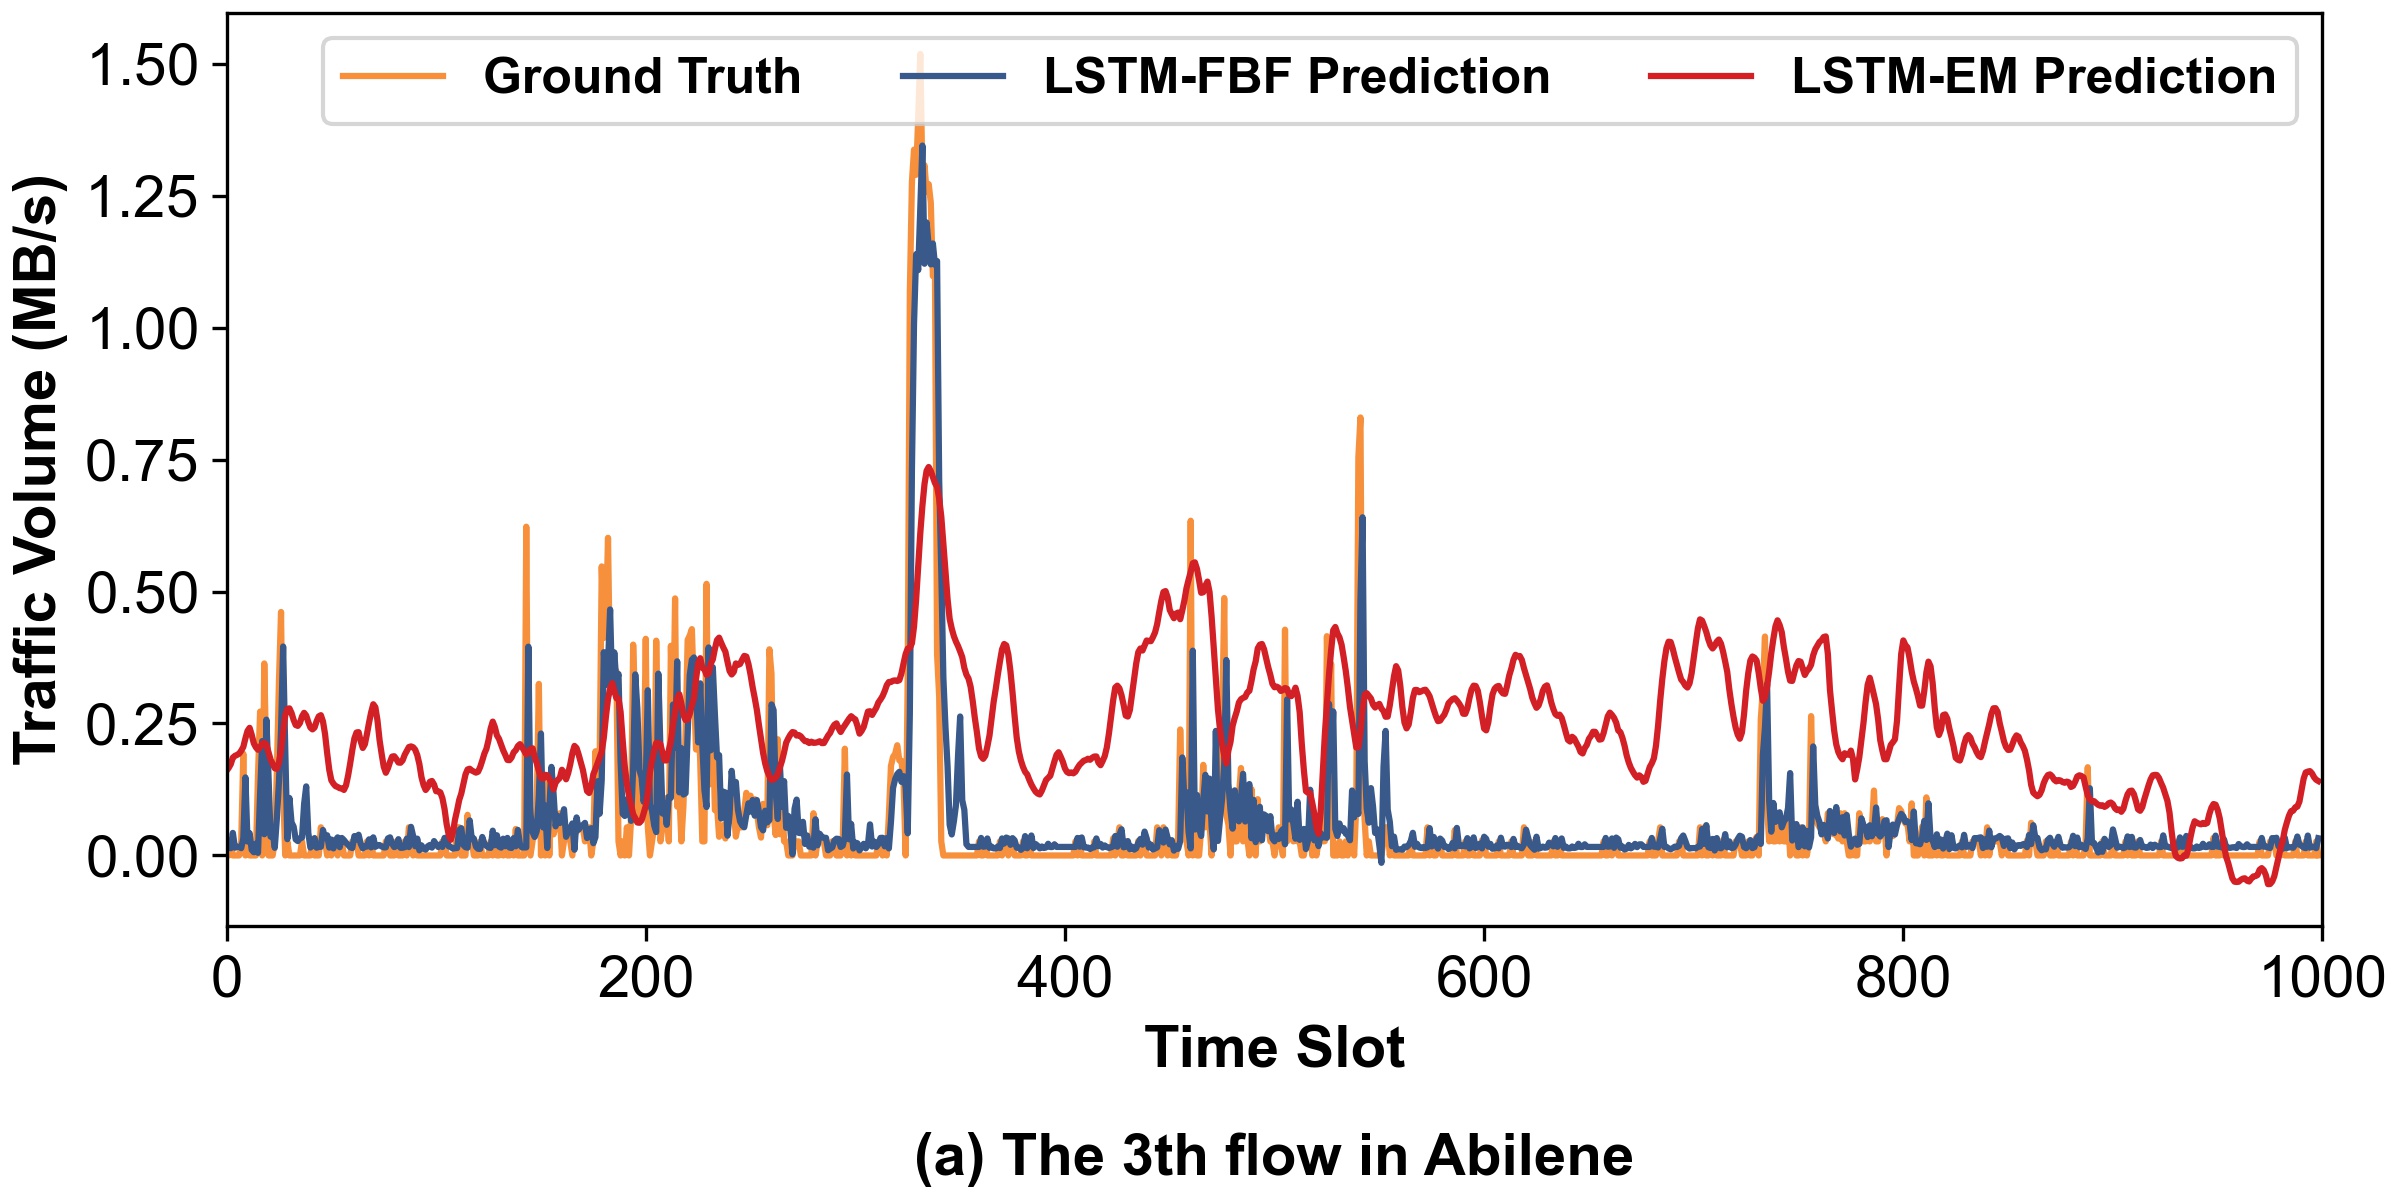 Ground Truth LSTM-FBF Prediction LSTM-EM Prediction
Traffic Volume (MB/s)
1.50
1.25
1.00
0.75
0.50
0.25
0.00
0 200 400 600 800 1000
Time Slot
(a) The 3th flow in Abilene